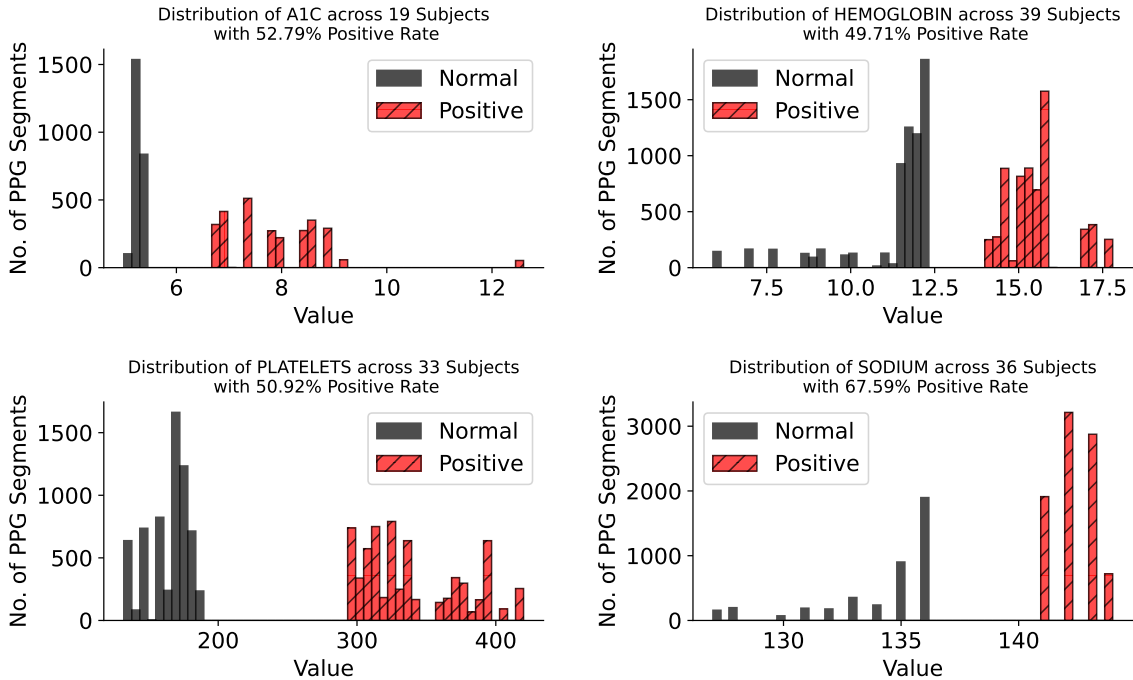 Distribution of A1C across 19 Subjects
with 52.79% Positive Rate
No. of PPG Segments
1500
1000
500
0
Normal
Positive
6
8
10
12
Value
Distribution of HEMOGLOBIN across 39 Subjects
with 49.71% Positive Rate
No. of PPG Segments
1500
1000
500
0
Normal
Positive
7.5
10.0
12.5
15.0
17.5
Value
Distribution of PLATELETS across 33 Subjects
with 50.92% Positive Rate
No. of PPG Segments
1500
1000
500
0
Normal
Positive
200
300
400
Value
Distribution of SODIUM across 36 Subjects
with 67.59% Positive Rate
No. of PPG Segments
3000
2000
1000
0
Normal
Positive
130
135
140
Value